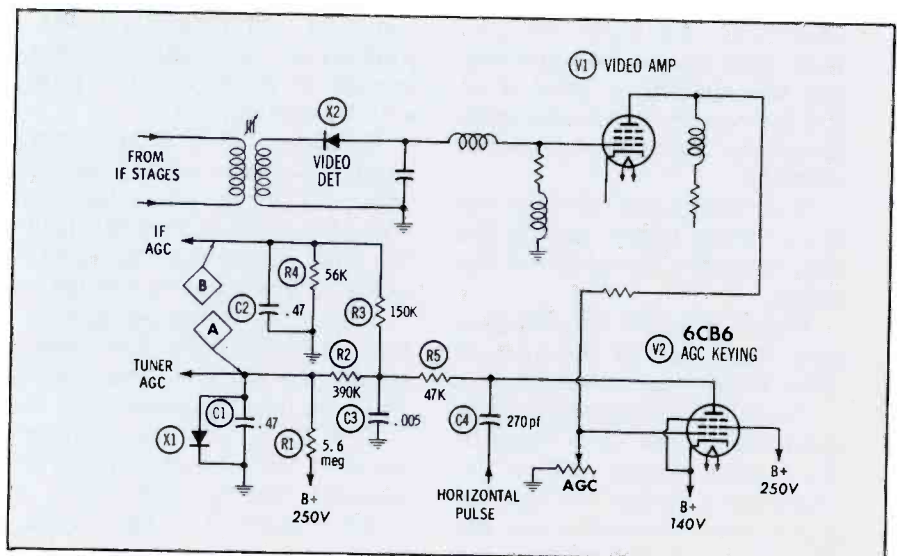 V1 VIDEO AMP
X2
VIDEO
DET
FROM
IF STAGES
IF
AGC
B
R4 56K
C2 .47
R3 150K
A
6CB6
V2 AGC KEYING
R2
390K
R5
47K
TUNER
AGC
C1 .47
C3 .005
C4 270pf
X1
R1 5.6
meg
B+
250V
HORIZONTAL
PULSE
AGC
B+
140V
B+
250V